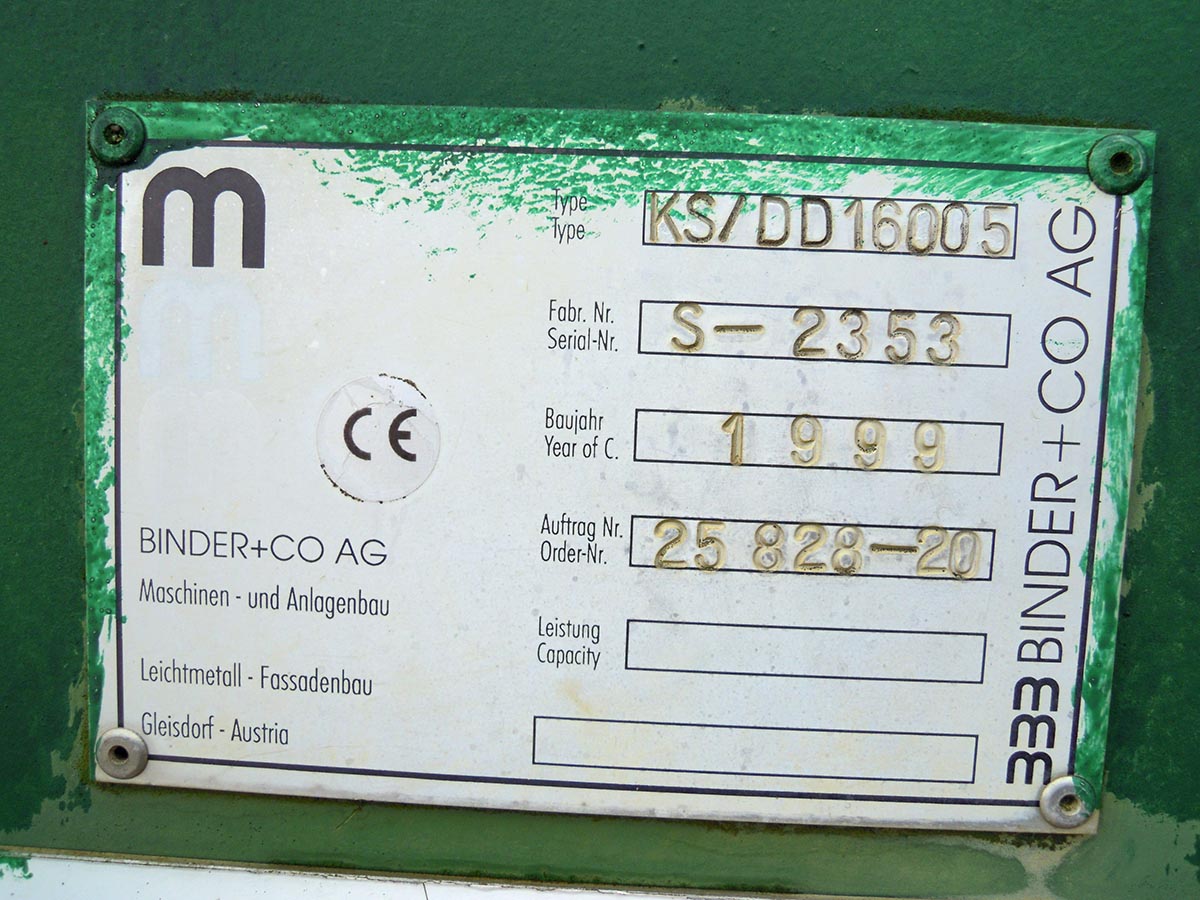 Type
Type
KS/DD16005
Fabr. Nr.
Serial-Nr.
S-2353
CE
Baujahr
Year of C.
1999
Auftrag Nr.
Order-Nr.
25 828-20
BINDER+CO AG
Maschinen - und Anlagenbau
Leistung
Capacity
Leichtmetall - Fassadenbau
Gleisdorf - Austria
BINDER+CO AG